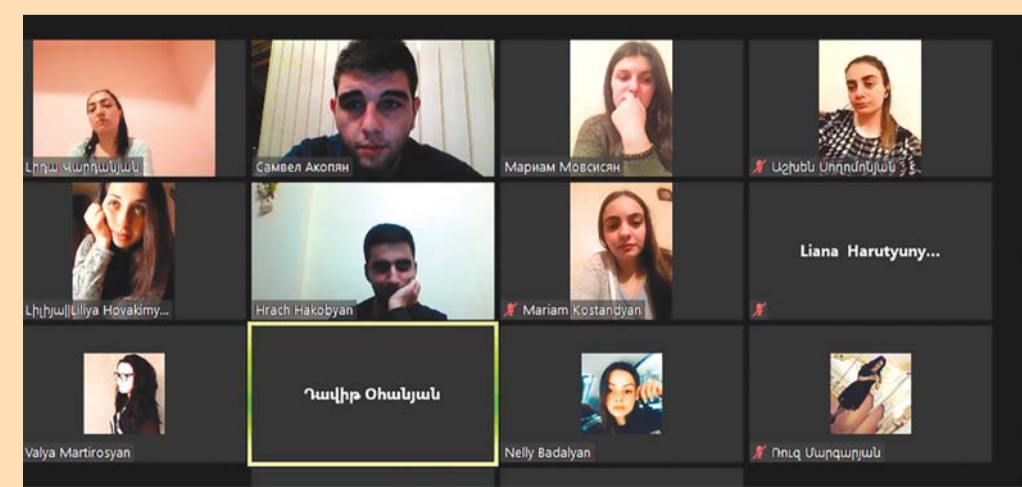 Լիդա Վարդանյան
Самвел Акопян
Мариам Мовсисян
Աշխեն Սողոմոնյան
Լիլիյա||Liliya Hovakimy...
Hrach Hakobyan
Mariam Kostandyan
Liana Harutyuny...
Valya Martirosyan
Դավիթ Օհանյան
Nelly Badalyan
Ռուզ Մարգարյան